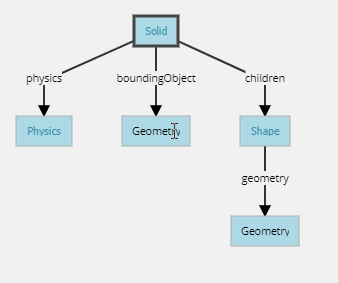 Solid
physics
boundingObject
children
Physics
Geometry
Shape
geometry
Geometry